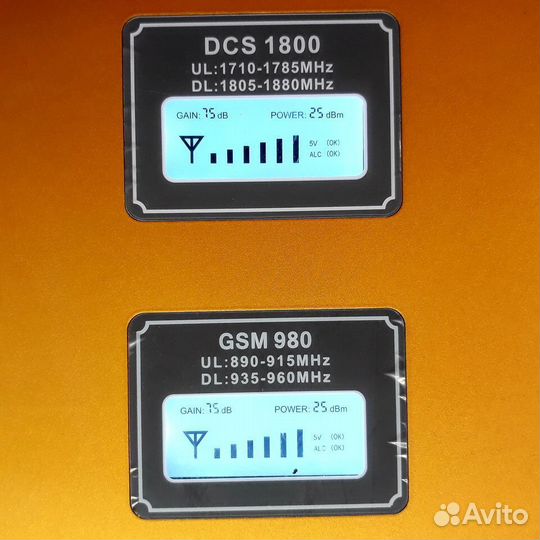 DCS 1800
UL:1710-1785MHz
DL:1805-1880MHz
GAIN: 75 dB POWER: 25 dBm
5V (OK)
ALC (OK)
GSM 980
UL:890-915MHz
DL:935-960MHz
GAIN: 75 dB POWER: 25 dBm
5V (OK)
ALC (OK)
Avito